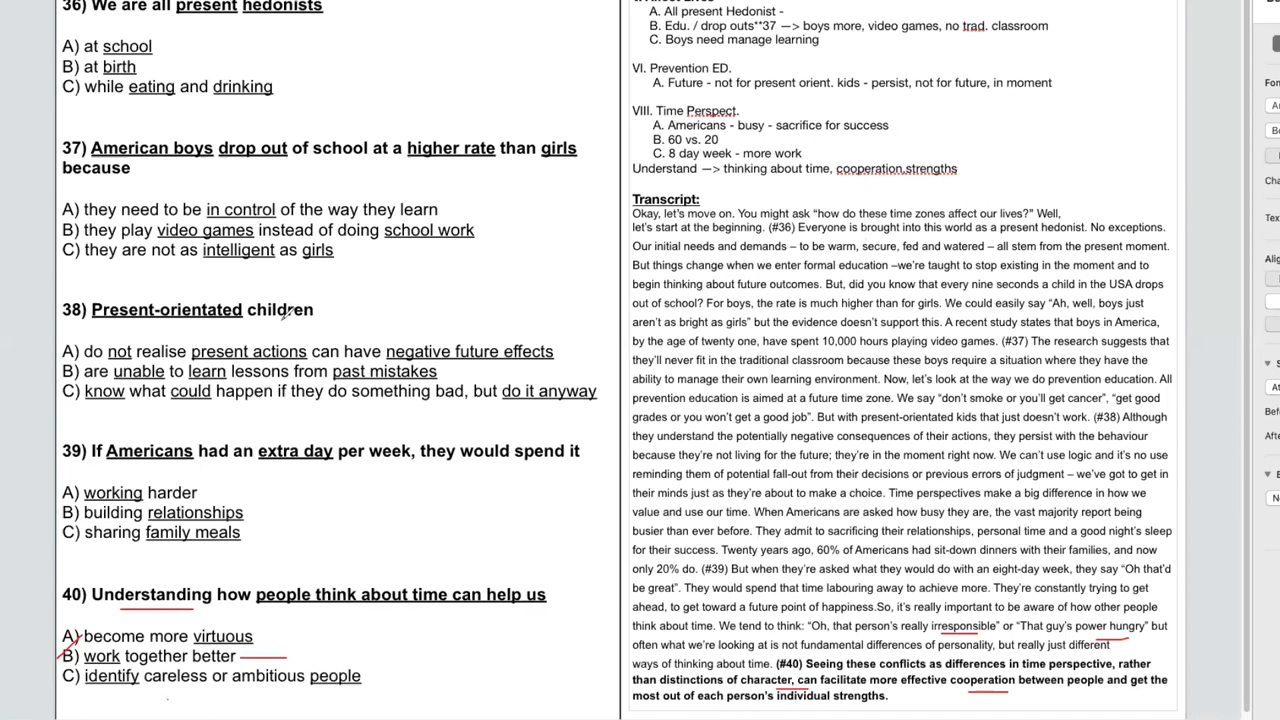 36) We are all present hedonists
A) at school
B) at birth
C) while eating and drinking
37) American boys drop out of school at a higher rate than girls
because
A) they need to be in control of the way they learn
B) they play video games instead of doing school work
C) they are not as intelligent as girls
38) Present-orientated children
A) do not realise present actions can have negative future effects
B) are unable to learn lessons from past mistakes
C) know what could happen if they do something bad, but do it anyway
39) If Americans had an extra day per week, they would spend it
A) working harder
B) building relationships
C) sharing family meals
40) Understanding how people think about time can help us
A) become more virtuous
B) work together better
C) identify careless or ambitious people
A. All present Hedonist -
B. Edu. / drop outs**37 —> boys more, video games, no trad. classroom
C. Boys need manage learning
VI. Prevention ED.
A. Future - not for present orient. kids - persist, not for future, in moment
VIII. Time Perspect.
A. Americans - busy - sacrifice for success
B. 60 vs. 20
C. 8 day week - more work
Understand —> thinking about time, cooperation,strengths
Transcript:
Okay, let's move on. You might ask “how do these time zones affect our lives?” Well,
let's start at the beginning. (#36) Everyone is brought into this world as a present hedonist. No exceptions.
Our initial needs and demands – to be warm, secure, fed and watered – all stem from the present moment.
But things change when we enter formal education –we're taught to stop existing in the moment and to
begin thinking about future outcomes. But, did you know that every nine seconds a child in the USA drops
out of school? For boys, the rate is much higher than for girls. We could easily say “Ah, well, boys just
aren't as bright as girls” but the evidence doesn't support this. A recent study states that boys in America,
by the age of twenty one, have spent 10,000 hours playing video games. (#37) The research suggests that
they'll never fit in the traditional classroom because these boys require a situation where they have the
ability to manage their own learning environment. Now, let's look at the way we do prevention education. All
prevention education is aimed at a future time zone. We say “don't smoke or you'll get cancer”, “get good
grades or you won't get a good job”. But with present-orientated kids that just doesn't work. (#38) Although
they understand the potentially negative consequences of their actions, they persist with the behaviour
because they're not living for the future; they're in the moment right now. We can't use logic and it's no use
reminding them of potential fall-out from their decisions or previous errors of judgment – we've got to get in
their minds just as they're about to make a choice. Time perspectives make a big difference in how we
value and use our time. When Americans are asked how busy they are, the vast majority report being
busier than ever before. They admit to sacrificing their relationships, personal time and a good night's sleep
for their success. Twenty years ago, 60% of Americans had sit-down dinners with their families, and now
only 20% do. (#39) But when they're asked what they would do with an eight-day week, they say “Oh that'd
be great”. They would spend that time labouring away to achieve more. They're constantly trying to get
ahead, to get toward a future point of happiness.So, it's really important to be aware of how other people
think about time. We tend to think: “Oh, that person's really irresponsible” or “That guy's power hungry” but
often what we're looking at is not fundamental differences of personality, but really just different
ways of thinking about time. (#40) Seeing these conflicts as differences in time perspective, rather
than distinctions of character, can facilitate more effective cooperation between people and get the
most out of each person's individual strengths.